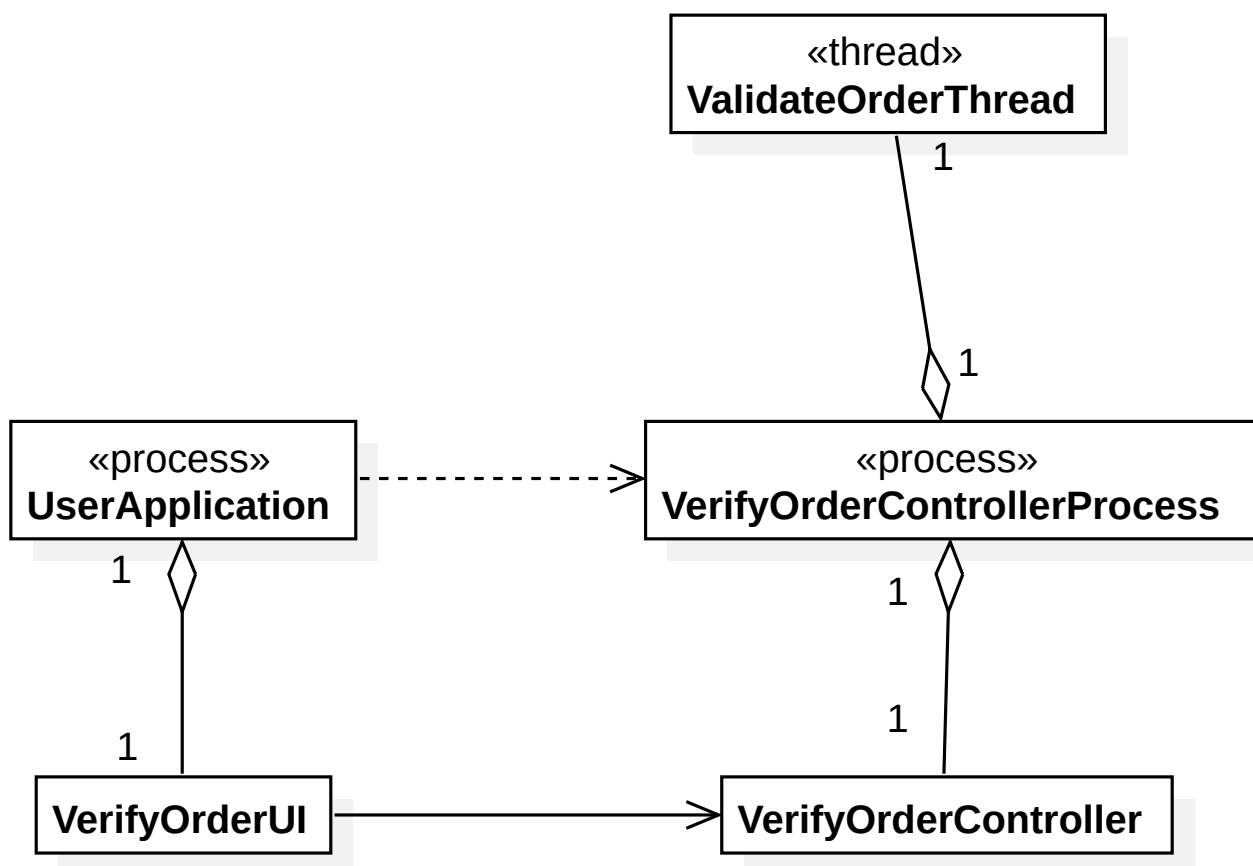 «thread»
ValidateOrderThread
1
1
«process»
UserApplication
«process»
VerifyOrderControllerProcess
1
1
1
1
VerifyOrderUI
VerifyOrderController